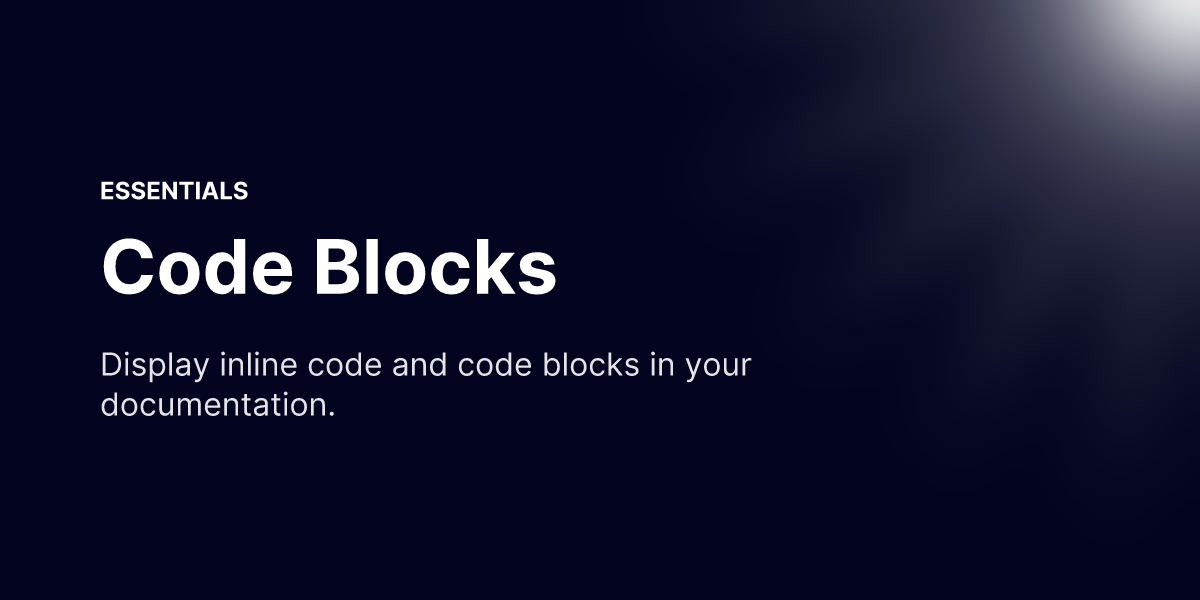 ESSENTIALS
Code Blocks
Display inline code and code blocks in your
documentation.